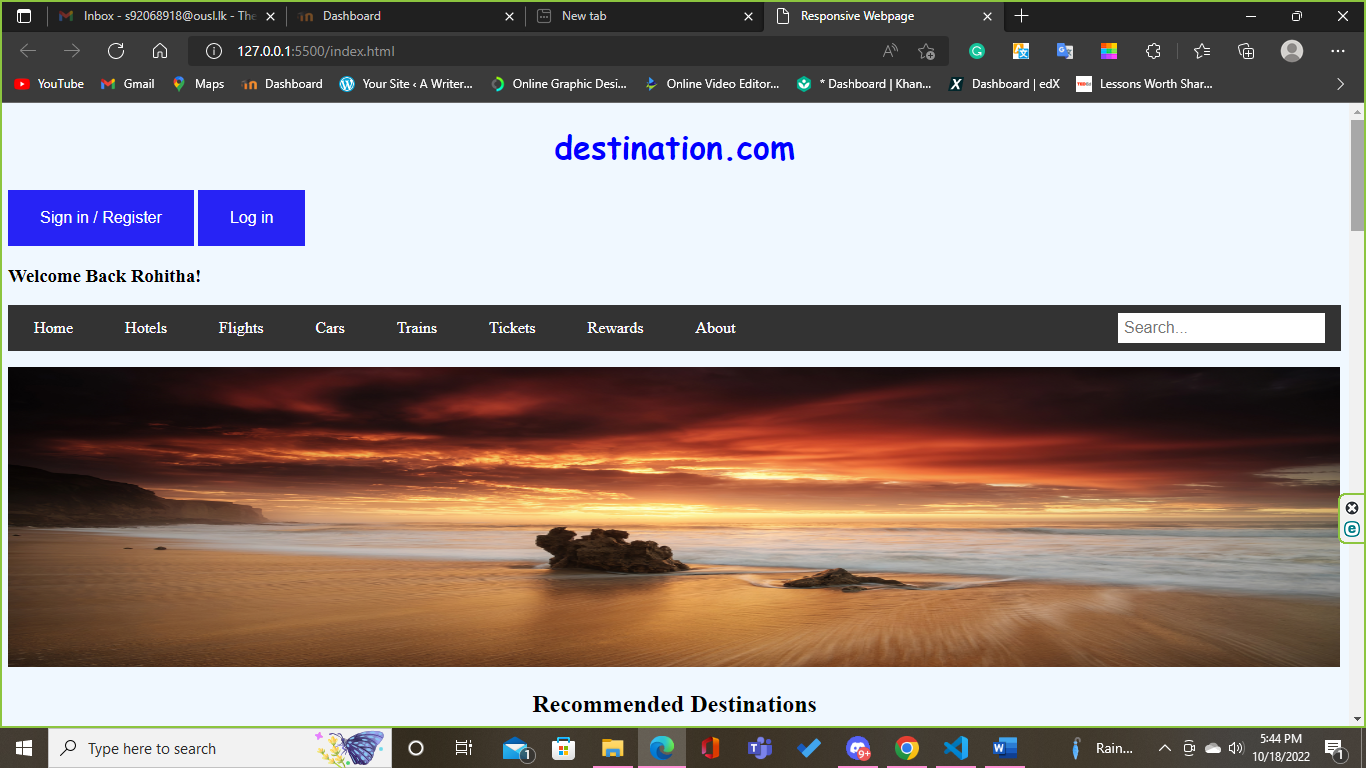 Inbox - s92068918@ousl.lk - The
Dashboard
New tab
Responsive Webpage
127.0.0.1:5500/index.html
YouTube
Gmail
Maps
Dashboard
Your Site ‹ A Writer...
Online Graphic Desi...
Online Video Editor...
* Dashboard | Khan...
Dashboard | edX
Lessons Worth Shar...
destination.com
Sign in / Register
Log in
Welcome Back Rohitha!
Home
Hotels
Flights
Cars
Trains
Tickets
Rewards
About
Search...
Recommended Destinations
Type here to search
1
9+
Rain...
5:44 PM
10/18/2022
1